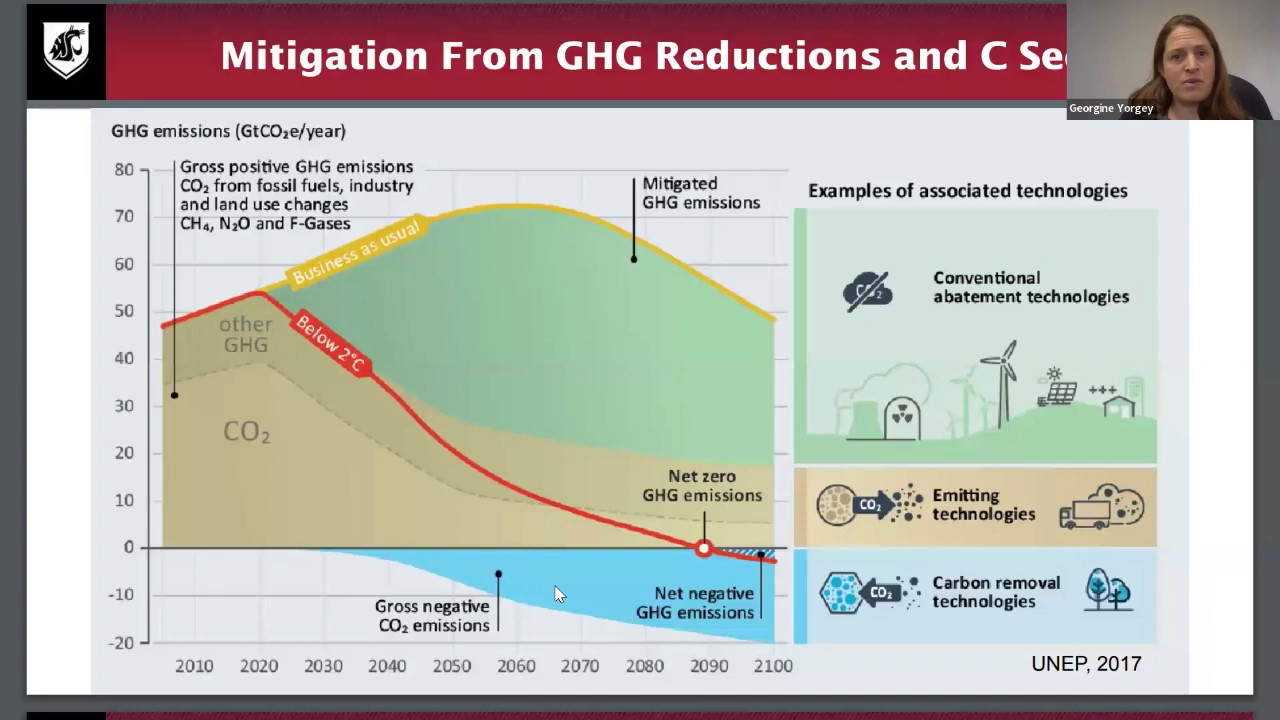 Mitigation From GHG Reductions and C Se
Georgine Yorgey
GHG emissions (GtCO₂e/year)
80
70
60
50
40
30
20
10
0
-10
-20
Gross positive GHG emissions
CO₂ from fossil fuels, industry
and land use changes
CH₄, N₂O and F-Gases
Business as usual
Mitigated
GHG emissions
other
GHG
Below 2°C
CO₂
Net zero
GHG emissions
Gross negative
CO₂ emissions
Net negative
GHG emissions
2010 2020 2030 2040 2050 2060 2070 2080 2090 2100
Examples of associated technologies
CO₂
Conventional
abatement technologies
CO₂
Emitting
technologies
CO₂
Carbon removal
technologies
UNEP, 2017